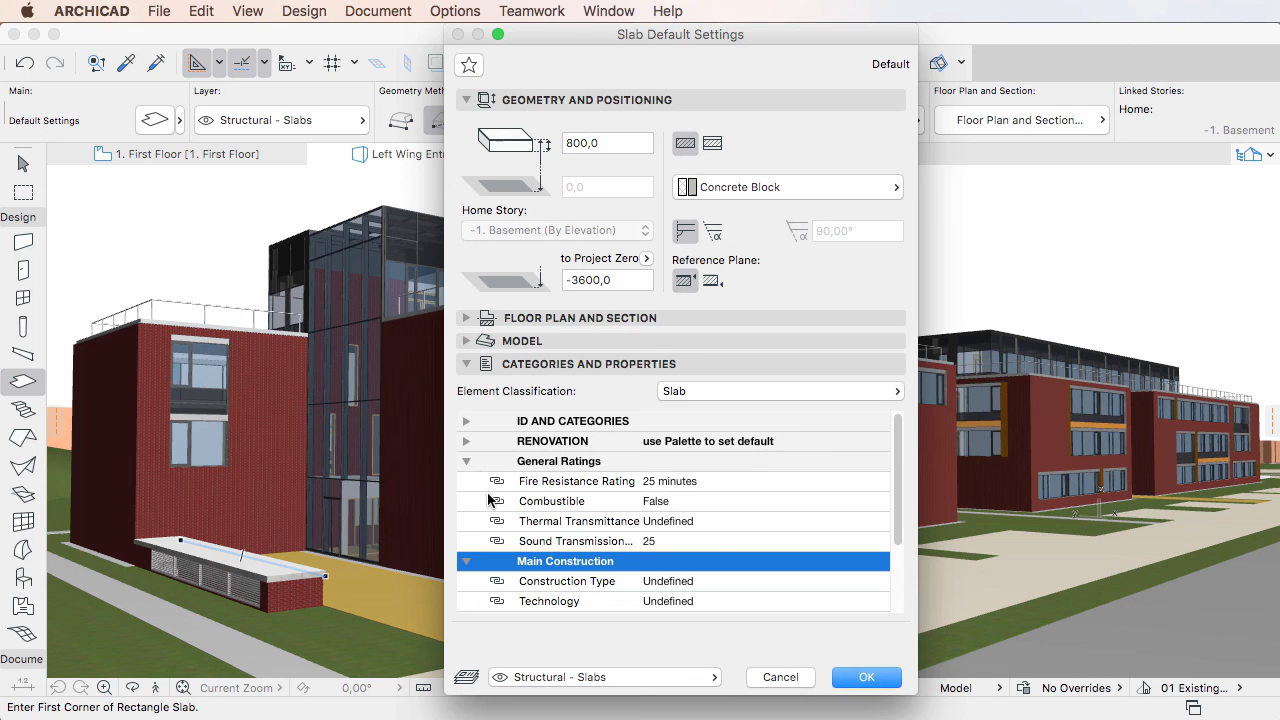 ARCHICAD File Edit View Design Document Options Teamwork Window Help
Slab Default Settings
Default
Main:
Default Settings
Layer:
Structural - Slabs
Floor Plan and Section:
Floor Plan and Section...
Linked Stories:
Home:
-1. Basement
1. First Floor [1. First Floor]
Left Wing Ent
Design
GEOMETRY AND POSITIONING
800,0
0,0
Concrete Block
Home Story:
-1. Basement (By Elevation)
90,00°
to Project Zero
Reference Plane:
-3600,0
FLOOR PLAN AND SECTION
MODEL
CATEGORIES AND PROPERTIES
Element Classification:
Slab
ID AND CATEGORIES
RENOVATION use Palette to set default
General Ratings
Fire Resistance Rating 25 minutes
Combustible False
Thermal Transmittance Undefined
Sound Transmission... 25
Main Construction
Construction Type Undefined
Technology Undefined
Structural - Slabs
Cancel
OK
Docume
1.2
Current Zoom
0,00°
Model
No Overrides
01 Existing...
Enter First Corner of Rectangle Slab.